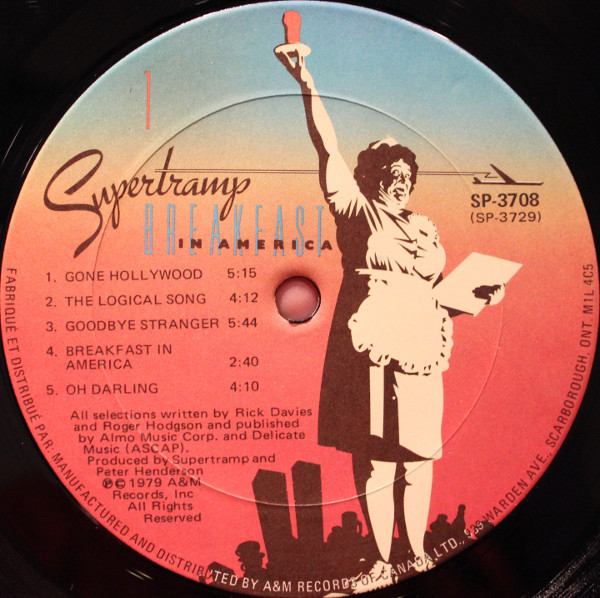 1
Supertramp
BREAKFAST
IN AMERICA
SP-3708
(SP-3729)
1. GONE HOLLYWOOD 5:15
2. THE LOGICAL SONG 4:12
3. GOODBYE STRANGER 5:44
4. BREAKFAST IN
AMERICA 2:40
5. OH DARLING 4:10
All selections written by Rick Davies
and Roger Hodgson and published
by Almo Music Corp. and Delicate
Music (ASCAP).
Produced by Supertramp and
Peter Henderson
℗© 1979 A&M
Records, Inc
All Rights
Reserved
FABRIQUÉ ET DISTRIBUÉ PAR: MANUFACTURED AND DISTRIBUTED BY A&M RECORDS OF CANADA LTD., 939 WARDEN AVE., SCARBOROUGH, ONT. M1L 4C5